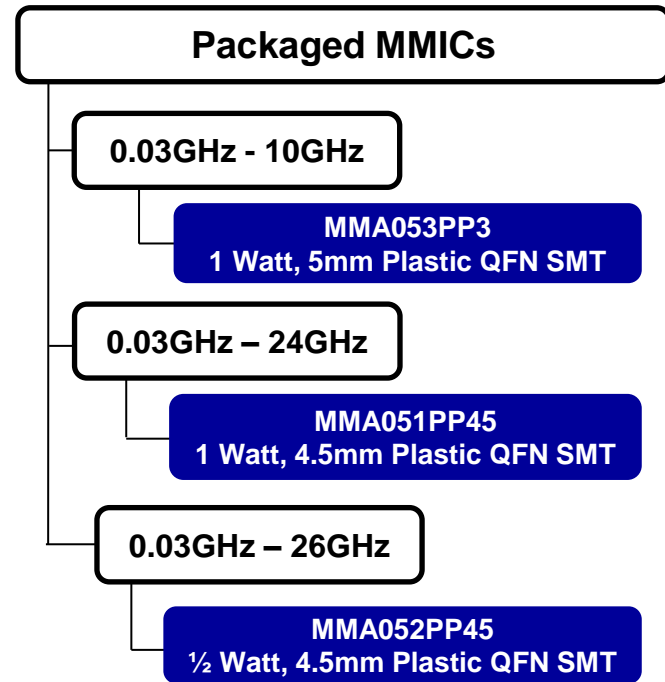 Packaged MMICs
0.03GHz - 10GHz
MMA053PP3
1 Watt, 5mm Plastic QFN SMT
0.03GHz – 24GHz
MMA051PP45
1 Watt, 4.5mm Plastic QFN SMT
0.03GHz – 26GHz
MMA052PP45
½ Watt, 4.5mm Plastic QFN SMT